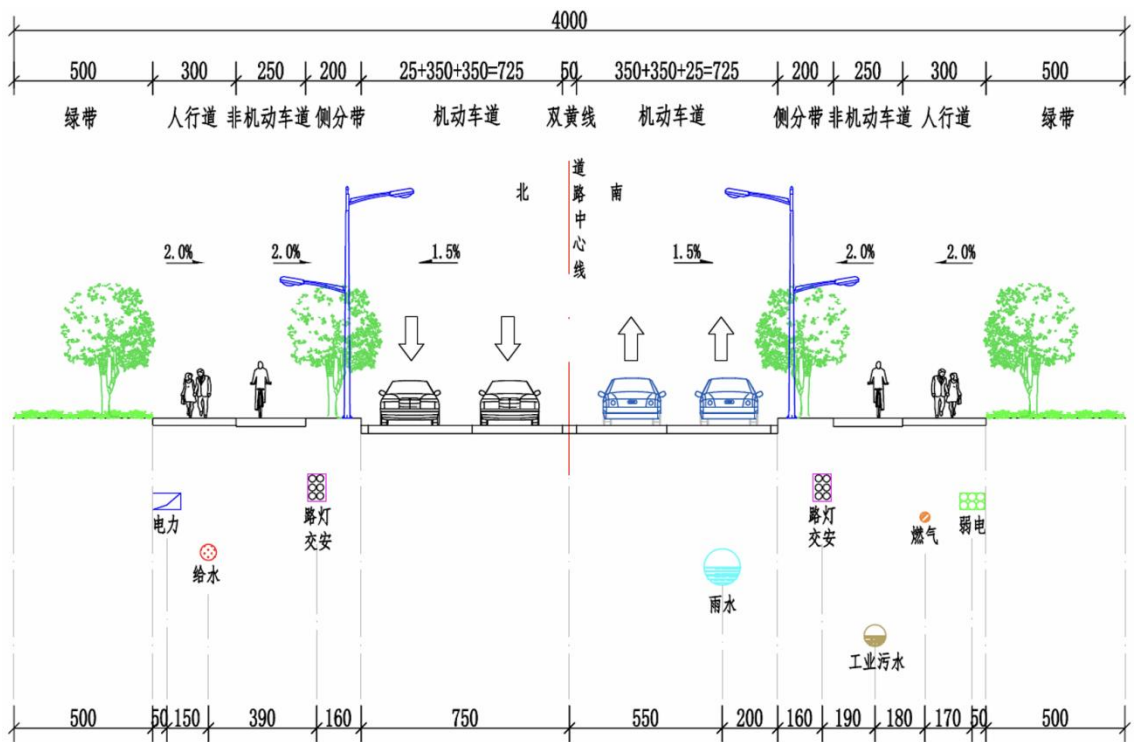 4000
500 300 250 200 25+350+350=725 50 350+350+25=725 200 250 300 500
绿带 人行道 非机动车道 侧分带 机动车道 双黄线 机动车道 侧分带 非机动车道 人行道 绿带
北 道路中心线 南
2.0% 2.0% 1.5% 1.5% 2.0% 2.0%
电力 路灯 路灯 燃气 弱电
交安 交安
给水
雨水
工业污水
500 50 150 390 160 750 550 200 160 190 180 170 50 500